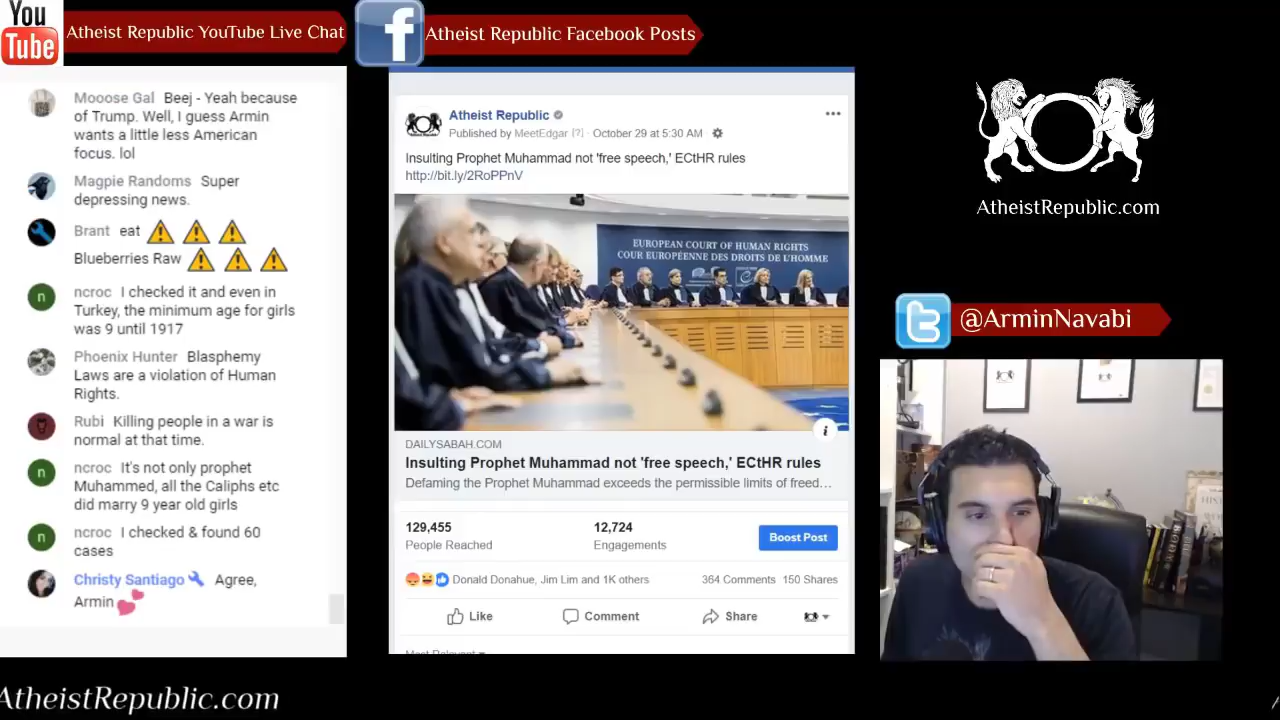 You
Tube
Atheist Republic YouTube Live Chat
Atheist Republic Facebook Posts
Mooose Gal Beej - Yeah because
of Trump. Well, I guess Armin
wants a little less American
focus. lol
Magpie Randoms Super
depressing news.
Brant eat
Blueberries Raw
n
ncroc I checked it and even in
Turkey, the minimum age for girls
was 9 until 1917
Phoenix Hunter Blasphemy
Laws are a violation of Human
Rights.
Rubi Killing people in a war is
normal at that time.
n
ncroc It's not only prophet
Muhammed, all the Caliphs etc
did marry 9 year old girls
n
ncroc I checked & found 60
cases
Christy Santiago Agree,
Armin
Atheist Republic
Published by MeetEdgar [?] · October 29 at 5:30 AM ·
Insulting Prophet Muhammad not 'free speech,' ECtHR rules
http://bit.ly/2RoPPnV
EUROPEAN COURT OF HUMAN RIGHTS
COUR EUROPÉENNE DES DROITS DE L'HOMME
i
DAILYSABAH.COM
Insulting Prophet Muhammad not 'free speech,' ECtHR rules
Defaming the Prophet Muhammad exceeds the permissible limits of freed…
129,455
People Reached
12,724
Engagements
Boost Post
Donald Donahue, Jim Lim and 1K others
364 Comments 150 Shares
Like
Comment
Share
Most Relevant
AtheistRepublic.com
@ArminNavabi
AtheistRepublic.com